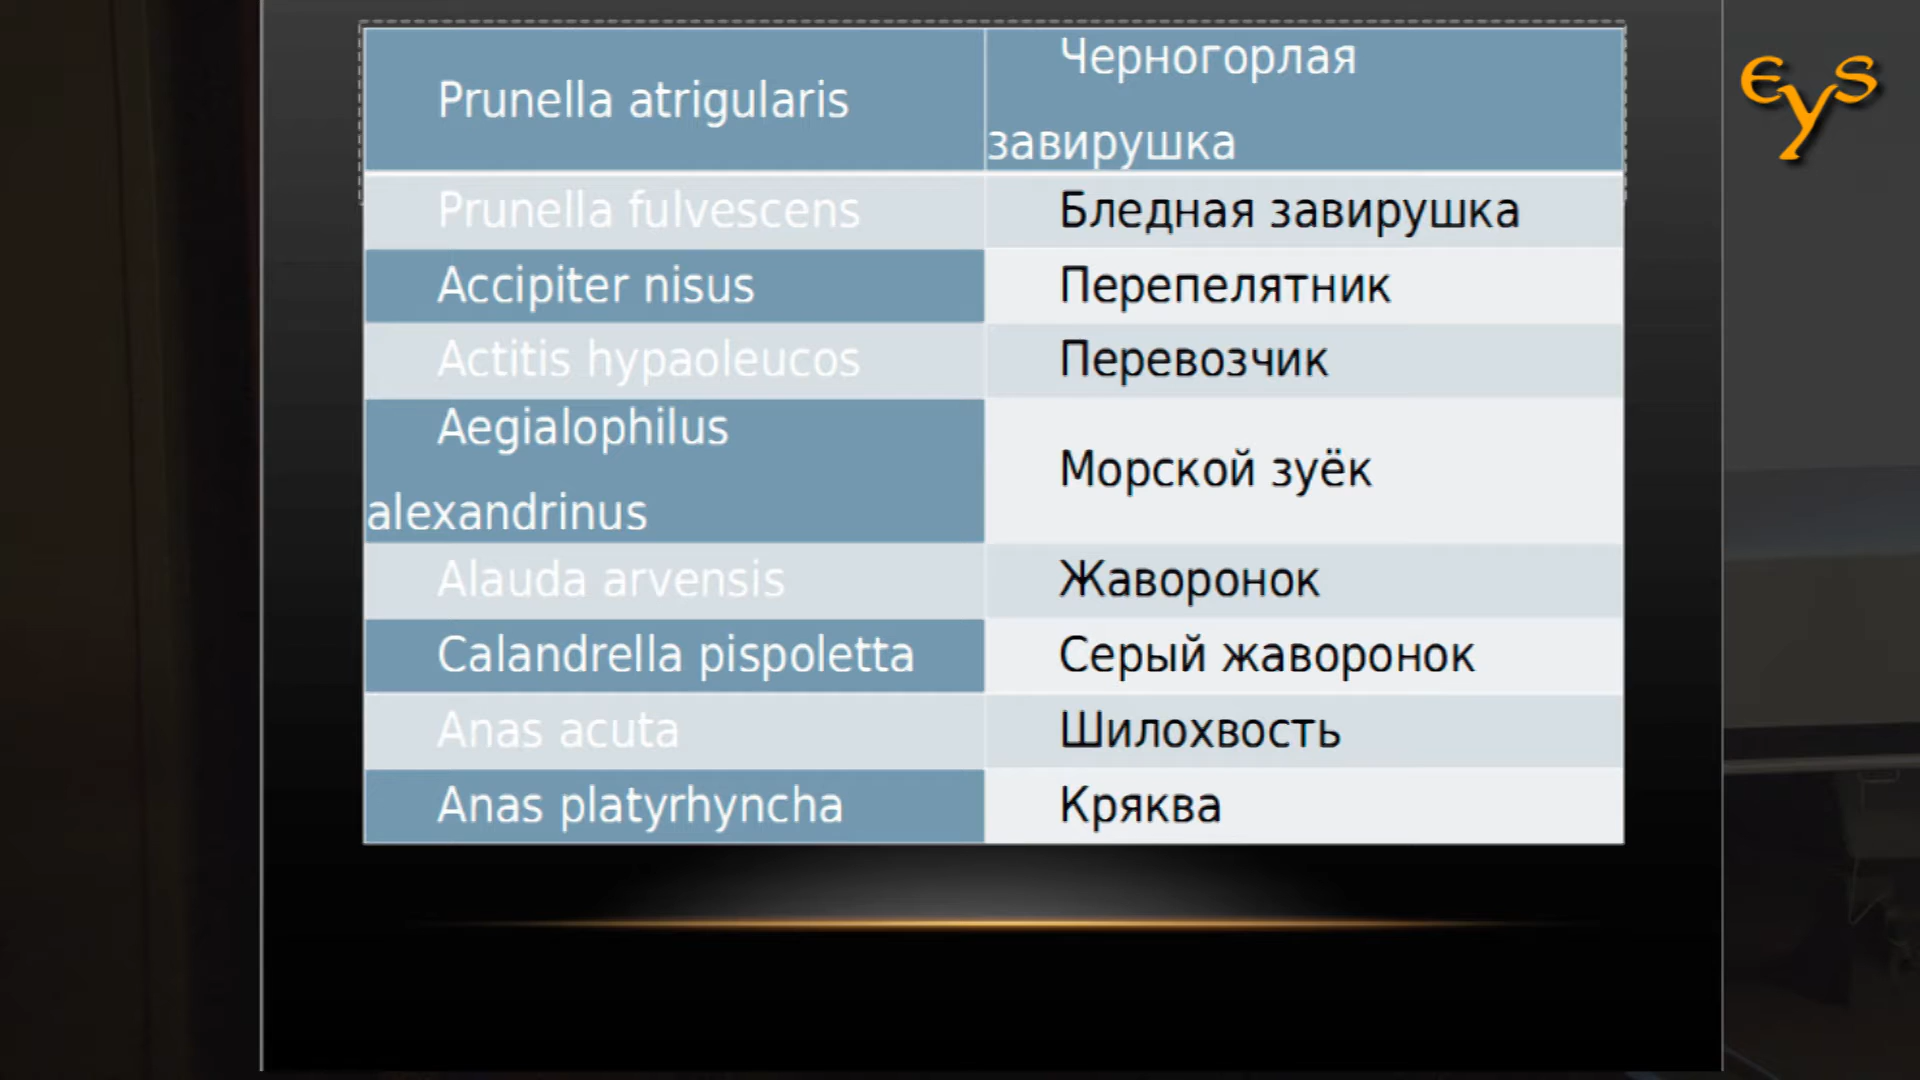 Prunella atrigularis
Черногорлая
завирушка
Prunella fulvescens
Бледная завирушка
Accipiter nisus
Перепелятник
Actitis hypaoleucos
Перевозчик
Aegialophilus
alexandrinus
Морской зуёк
Alauda arvensis
Жаворонок
Calandrella pispoletta
Серый жаворонок
Anas acuta
Шилохвость
Anas platyrhyncha
Кряква
eys